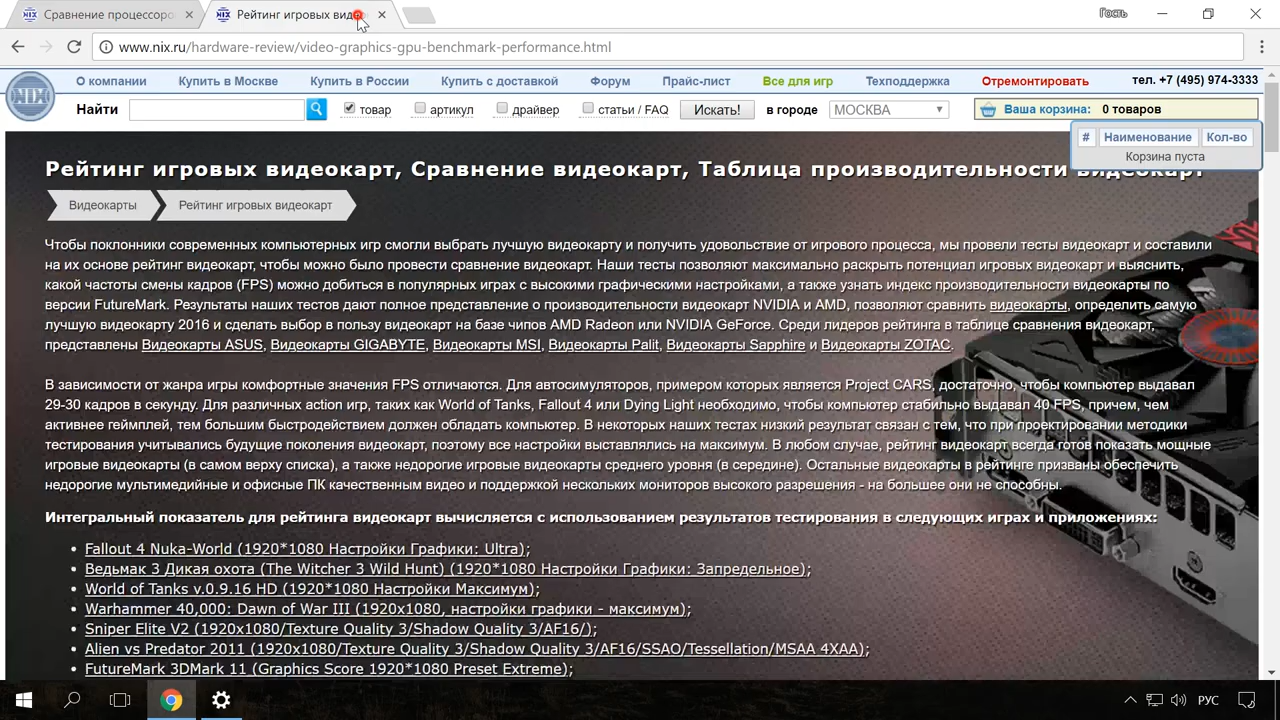 Сравнение процессоро
Рейтинг игровых вид
Гость
www.nix.ru/hardware-review/video-graphics-gpu-benchmark-performance.html
NIX
О компании Купить в Москве Купить в России Купить с доставкой Форум Прайс-лист Все для игр Техподдержка Отремонтировать тел. +7 (495) 974-3333
Найти товар артикул драйвер статьи / FAQ Искать! в городе МОСКВА Ваша корзина: 0 товаров
# Наименование Кол-во
Корзина пуста
Рейтинг игровых видеокарт, Сравнение видеокарт, Таблица производительности видеокарт
Видеокарты Рейтинг игровых видеокарт
Чтобы поклонники современных компьютерных игр смогли выбрать лучшую видеокарту и получить удовольствие от игрового процесса, мы провели тесты видеокарт и составили
на их основе рейтинг видеокарт, чтобы можно было провести сравнение видеокарт. Наши тесты позволяют максимально раскрыть потенциал игровых видеокарт и выяснить,
какой частоты смены кадров (FPS) можно добиться в популярных играх с высокими графическими настройками, а также узнать индекс производительности видеокарты по
версии FutureMark. Результаты наших тестов дают полное представление о производительности видеокарт NVIDIA и AMD, позволяют сравнить видеокарты, определить самую
лучшую видеокарту 2016 и сделать выбор в пользу видеокарт на базе чипов AMD Radeon или NVIDIA GeForce. Среди лидеров рейтинга в таблице сравнения видеокарт,
представлены Видеокарты ASUS, Видеокарты GIGABYTE, Видеокарты MSI, Видеокарты Palit, Видеокарты Sapphire и Видеокарты ZOTAC.
В зависимости от жанра игры комфортные значения FPS отличаются. Для автосимуляторов, примером которых является Project CARS, достаточно, чтобы компьютер выдавал
29-30 кадров в секунду. Для различных action игр, таких как World of Tanks, Fallout 4 или Dying Light необходимо, чтобы компьютер стабильно выдавал 40 FPS, причем, чем
активнее геймплей, тем большим быстродействием должен обладать компьютер. В некоторых наших тестах низкий результат связан с тем, что при проектировании методики
тестирования учитывались будущие поколения видеокарт, поэтому все настройки выставлялись на максимум. В любом случае, рейтинг видеокарт всегда готов показать мощные
игровые видеокарты (в самом верху списка), а также недорогие игровые видеокарты среднего уровня (в середине). Остальные видеокарты в рейтинге призваны обеспечить
недорогие мультимедийные и офисные ПК качественным видео и поддержкой нескольких мониторов высокого разрешения - на большее они не способны.
Интегральный показатель для рейтинга видеокарт вычисляется с использованием результатов тестирования в следующих играх и приложениях:
• Fallout 4 Nuka-World (1920*1080 Настройки Графики: Ultra);
• Ведьмак 3 Дикая охота (The Witcher 3 Wild Hunt) (1920*1080 Настройки Графики: Запредельное);
• World of Tanks v.0.9.16 HD (1920*1080 Настройки Максимум);
• Warhammer 40,000: Dawn of War III (1920x1080, настройки графики - максимум);
• Sniper Elite V2 (1920x1080/Texture Quality 3/Shadow Quality 3/AF16/);
• Alien vs Predator 2011 (1920x1080/Texture Quality 3/Shadow Quality 3/AF16/SSAO/Tessellation/MSAA 4XAA);
• FutureMark 3DMark 11 (Graphics Score 1920*1080 Preset Extreme);
РУС